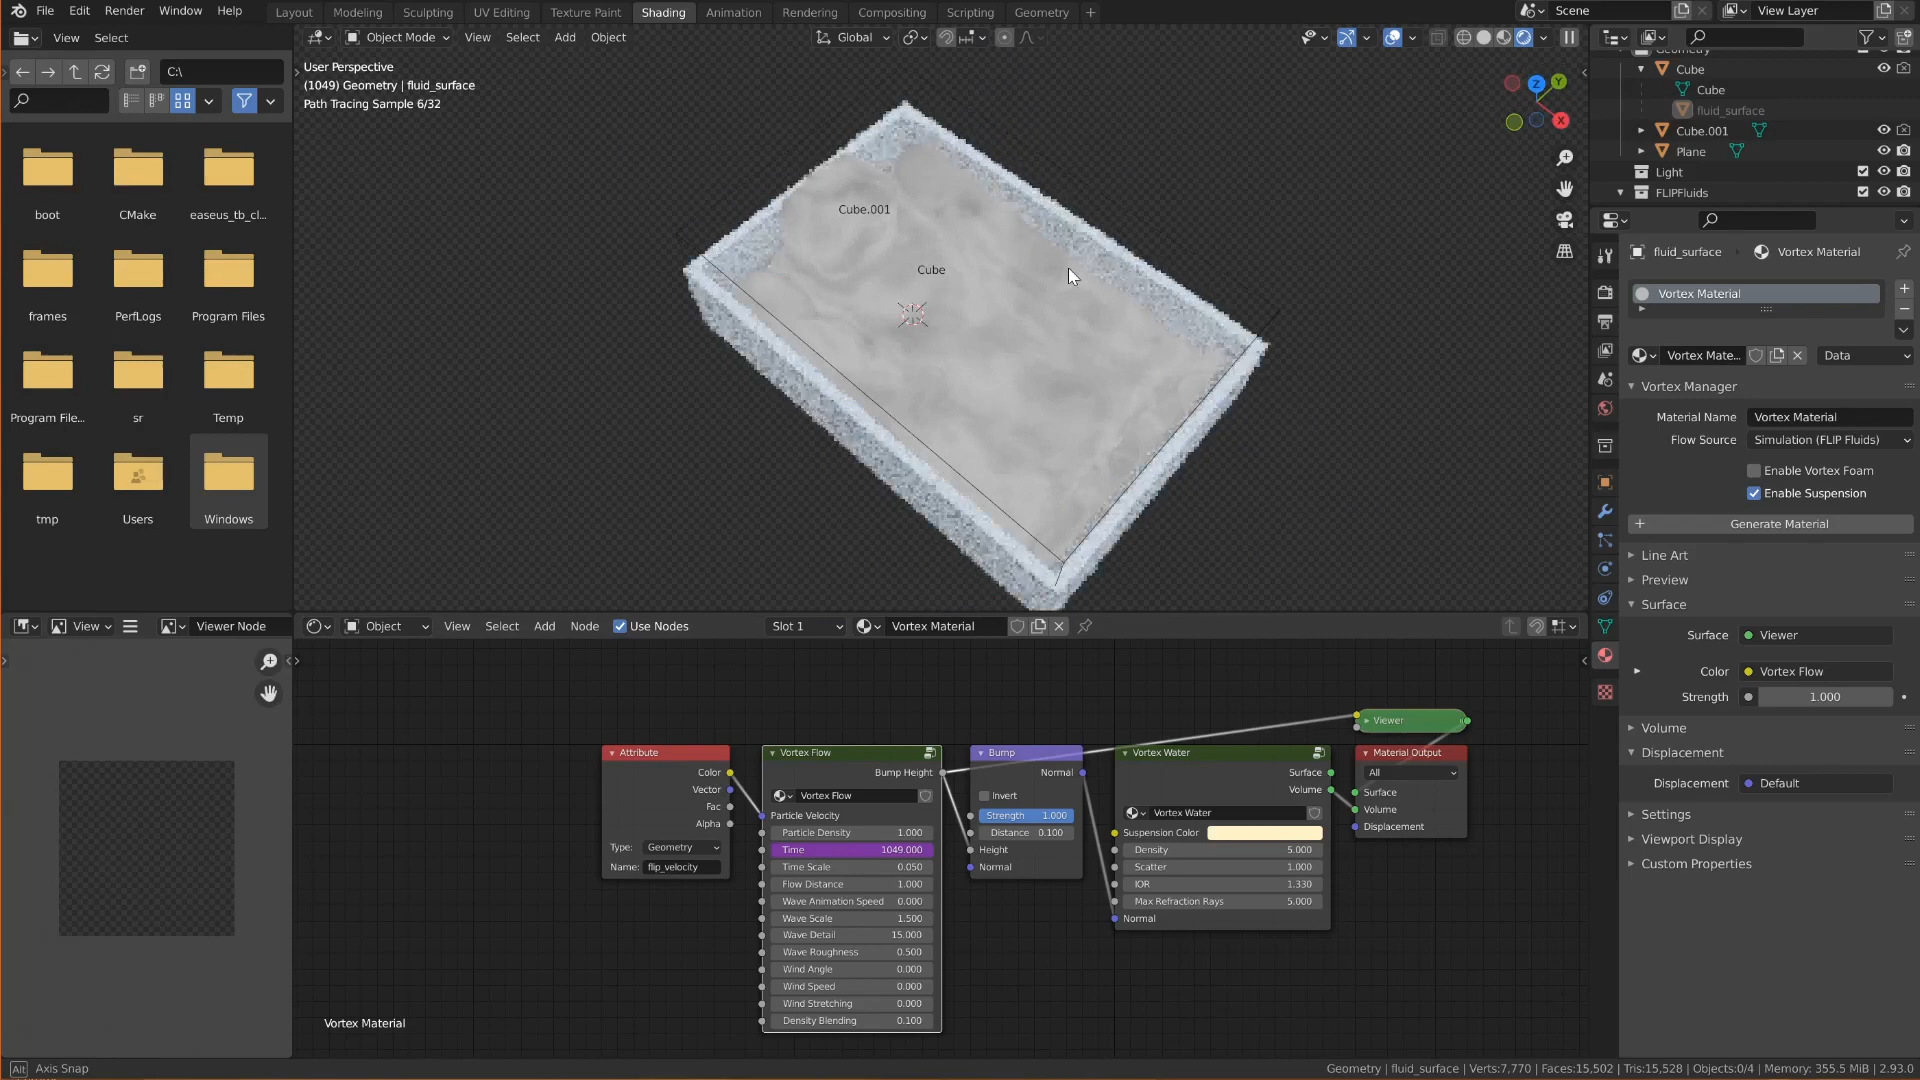 File Edit Render Window Help
Layout Modeling Sculpting UV Editing Texture Paint Shading Animation Rendering Compositing Scripting Geometry +
Scene
View Layer
View Select
C:\
boot CMake easeus_tb_cl...
frames PerfLogs Program Files
Program File... sr Temp
tmp Users Windows
Object Mode View Select Add Object
Global
User Perspective
(1049) Geometry | fluid_surface
Path Tracing Sample 6/32
Z Y
X
Cube.001
Cube
Cube
Cube
fluid_surface
Cube.001
Plane
Light
FLIPFluids
fluid_surface Vortex Material
Vortex Material
Vortex Mate... Data
Vortex Manager
Material Name Vortex Material
Flow Source Simulation (FLIP Fluids)
Enable Vortex Foam
Enable Suspension
Generate Material
Line Art
Preview
Surface
Surface Viewer
Color Vortex Flow
Strength 1.000
Volume
Displacement
Displacement Default
Settings
Viewport Display
Custom Properties
View Viewer Node
Object View Select Add Node Use Nodes Slot 1 Vortex Material
Attribute
Color
Vector
Fac
Alpha
Type: Geometry
Name: flip_velocity
Vortex Flow
Bump Height
Vortex Flow
Particle Velocity
Particle Density 1.000
Time 1049.000
Time Scale 0.050
Flow Distance 1.000
Wave Animation Speed 0.000
Wave Scale 1.500
Wave Detail 15.000
Wave Roughness 0.500
Wind Angle 0.000
Wind Speed 0.000
Wind Stretching 0.000
Density Blending 0.100
Bump
Normal
Invert
Strength 1.000
Distance 0.100
Height
Normal
Vortex Water
Surface
Volume
Vortex Water
Suspension Color
Density 5.000
Scatter 1.000
IOR 1.330
Max Refraction Rays 5.000
Normal
Viewer
Material Output
All
Surface
Volume
Displacement
Vortex Material
Alt Axis Snap
Geometry | fluid_surface | Verts:7,770 | Faces:15,502 | Tris:15,528 | Objects:0/4 | Memory: 355.5 MiB | 2.93.0